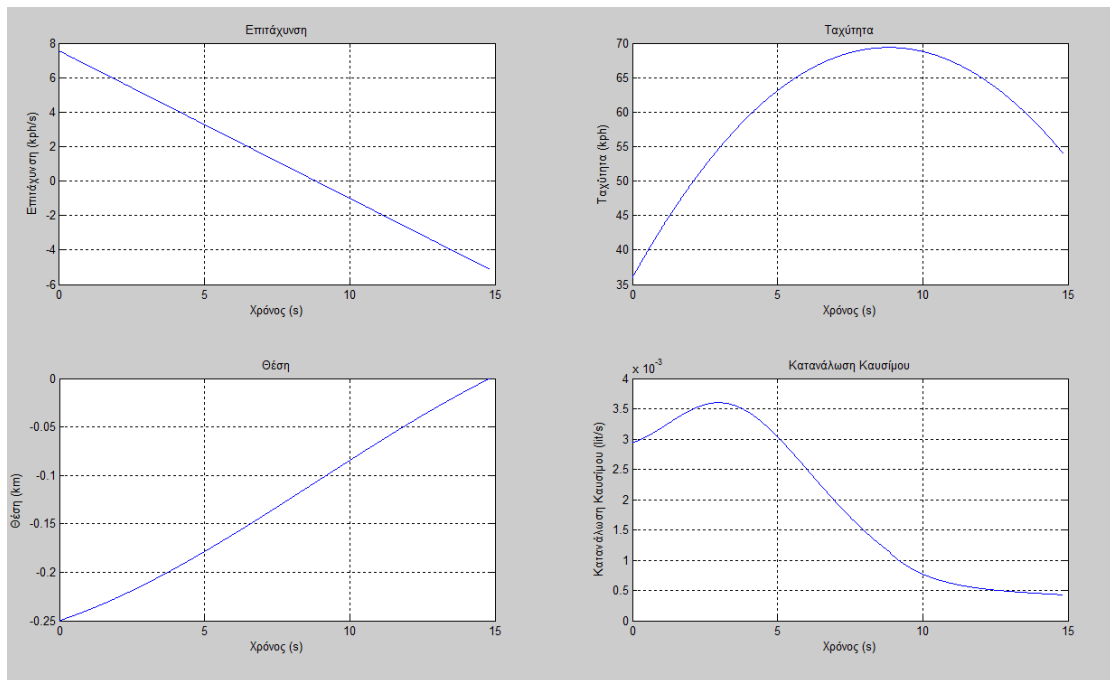 Επιτάχυνση
8
6
4
2
0
-2
-4
-6
Επιτάχυνση (kph/s)
0 5 10 15
Χρόνος (s)
Ταχύτητα
70
65
60
55
50
45
40
35
Ταχύτητα (kph)
0 5 10 15
Χρόνος (s)
Θέση
0
-0.05
-0.1
-0.15
-0.2
-0.25
Θέση (km)
0 5 10 15
Χρόνος (s)
Κατανάλωση Καυσίμου
x 10⁻³
4
3.5
3
2.5
2
1.5
1
0.5
0
Κατανάλωση Καυσίμου (lit/s)
0 5 10 15
Χρόνος (s)